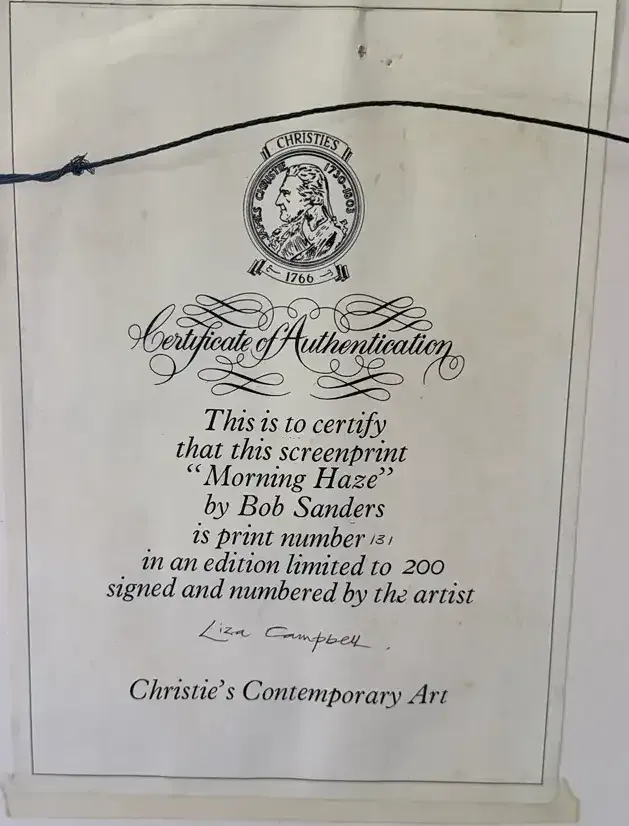 CHRISTIE'S
JAMES CHRISTIE 1730-1803
1766
Certificate of Authentication
This is to certify
that this screenprint
“Morning Haze”
by Bob Sanders
is print number 131
in an edition limited to 200
signed and numbered by the artist
Liza Campbell.
Christie's Contemporary Art